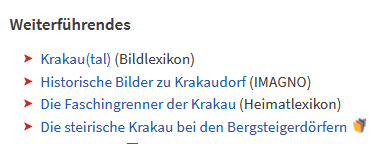 Weiterführendes
Krakau(tal) (Bildlexikon)
Historische Bilder zu Krakaudorf (IMAGNO)
Die Faschingrenner der Krakau (Heimatlexikon)
Die steirische Krakau bei den Bergsteigerdörfern